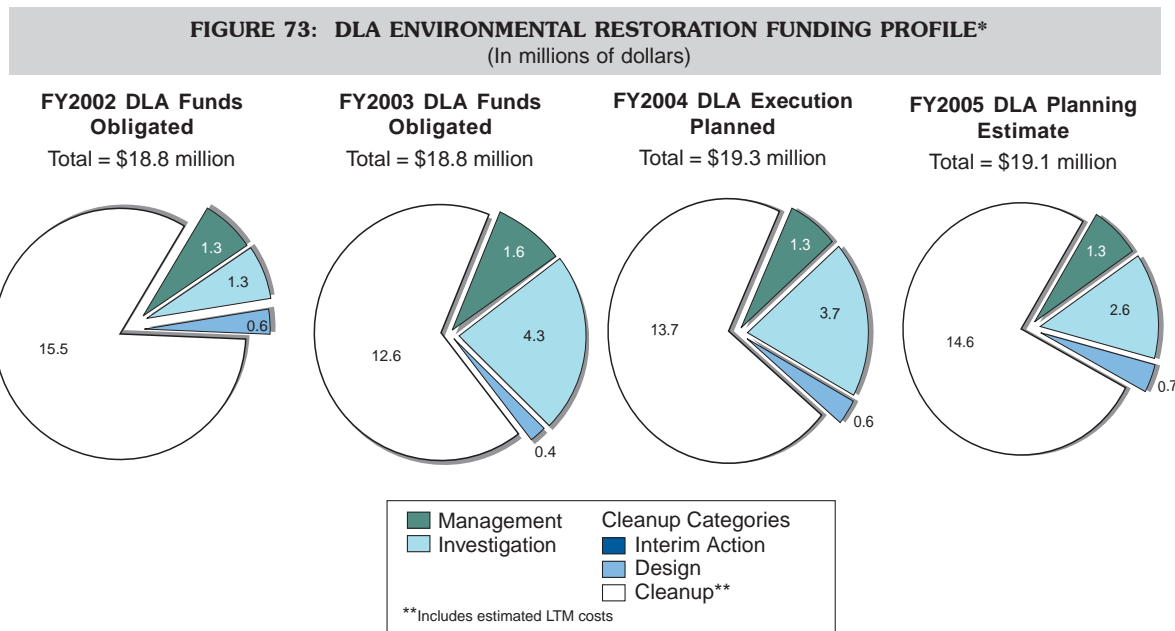 FIGURE 73: DLA ENVIRONMENTAL RESTORATION FUNDING PROFILE*
(In millions of dollars)
FY2002 DLA Funds
Obligated
Total = $18.8 million
1.3
1.3
0.6
15.5
FY2003 DLA Funds
Obligated
Total = $18.8 million
1.6
4.3
12.6
0.4
FY2004 DLA Execution
Planned
Total = $19.3 million
1.3
3.7
13.7
0.6
FY2005 DLA Planning
Estimate
Total = $19.1 million
1.3
2.6
14.6
0.7
Management
Investigation
Cleanup Categories
Interim Action
Design
Cleanup**
**Includes estimated LTM costs